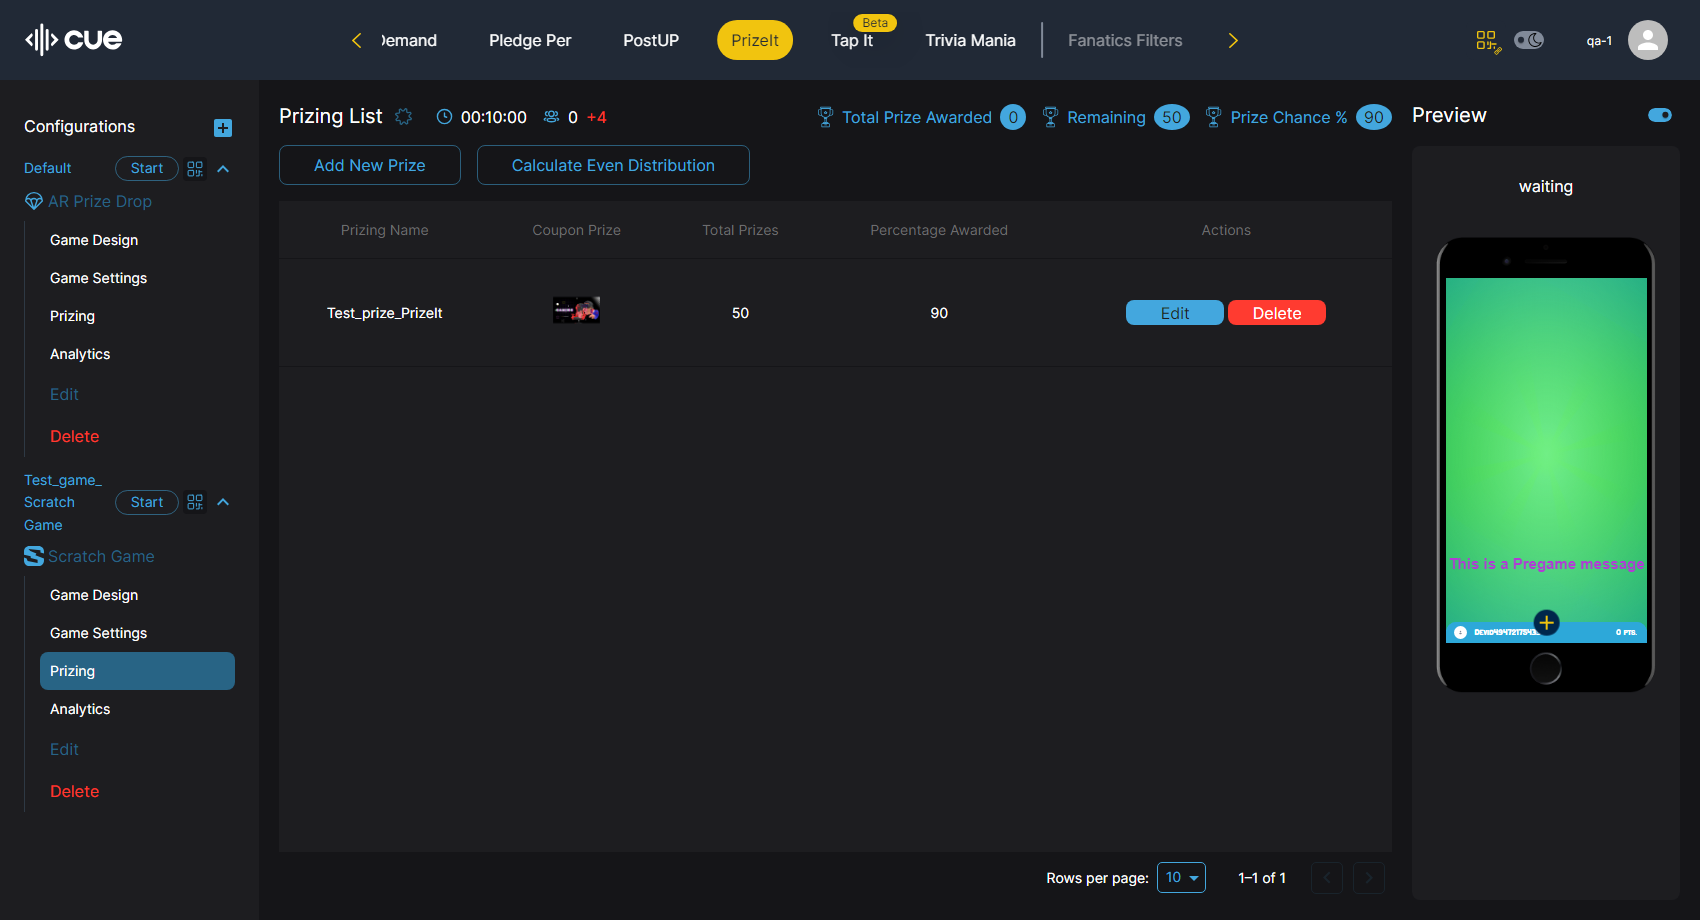 cue
Demand
Pledge Per
PostUP
PrizeIt
Beta
Tap It
Trivia Mania
Fanatics Filters
qa-1
Configurations
Default
Start
AR Prize Drop
Game Design
Game Settings
Prizing
Analytics
Edit
Delete
Test_game_
Scratch
Game
Start
Scratch Game
Game Design
Game Settings
Prizing
Analytics
Edit
Delete
Prizing List
00:10:00
0 +4
Total Prize Awarded 0
Remaining 50
Prize Chance % 90
Add New Prize
Calculate Even Distribution
Prizing Name
Coupon Prize
Total Prizes
Percentage Awarded
Actions
Test_prize_PrizeIt
50
90
Edit
Delete
Rows per page: 10
1–1 of 1
Preview
waiting
This is a Pregame message
0 PTS.